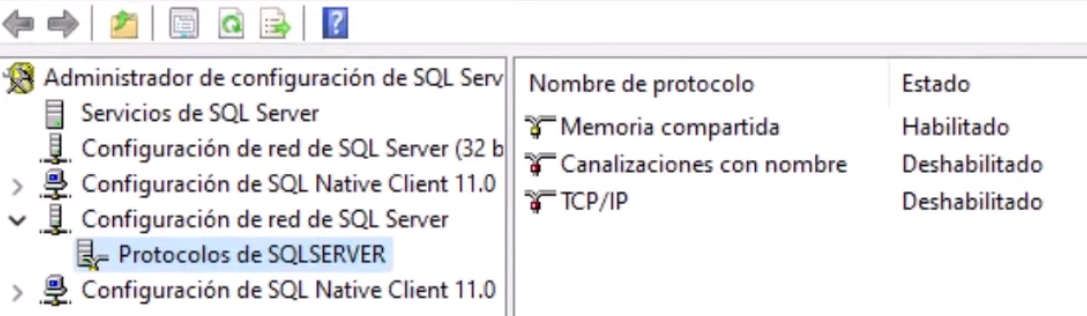 Administrador de configuración de SQL Serv
Servicios de SQL Server
Configuración de red de SQL Server (32 b
Configuración de SQL Native Client 11.0
Configuración de red de SQL Server
Protocolos de SQLSERVER
Configuración de SQL Native Client 11.0
Nombre de protocolo Estado
Memoria compartida Habilitado
Canalizaciones con nombre Deshabilitado
TCP/IP Deshabilitado